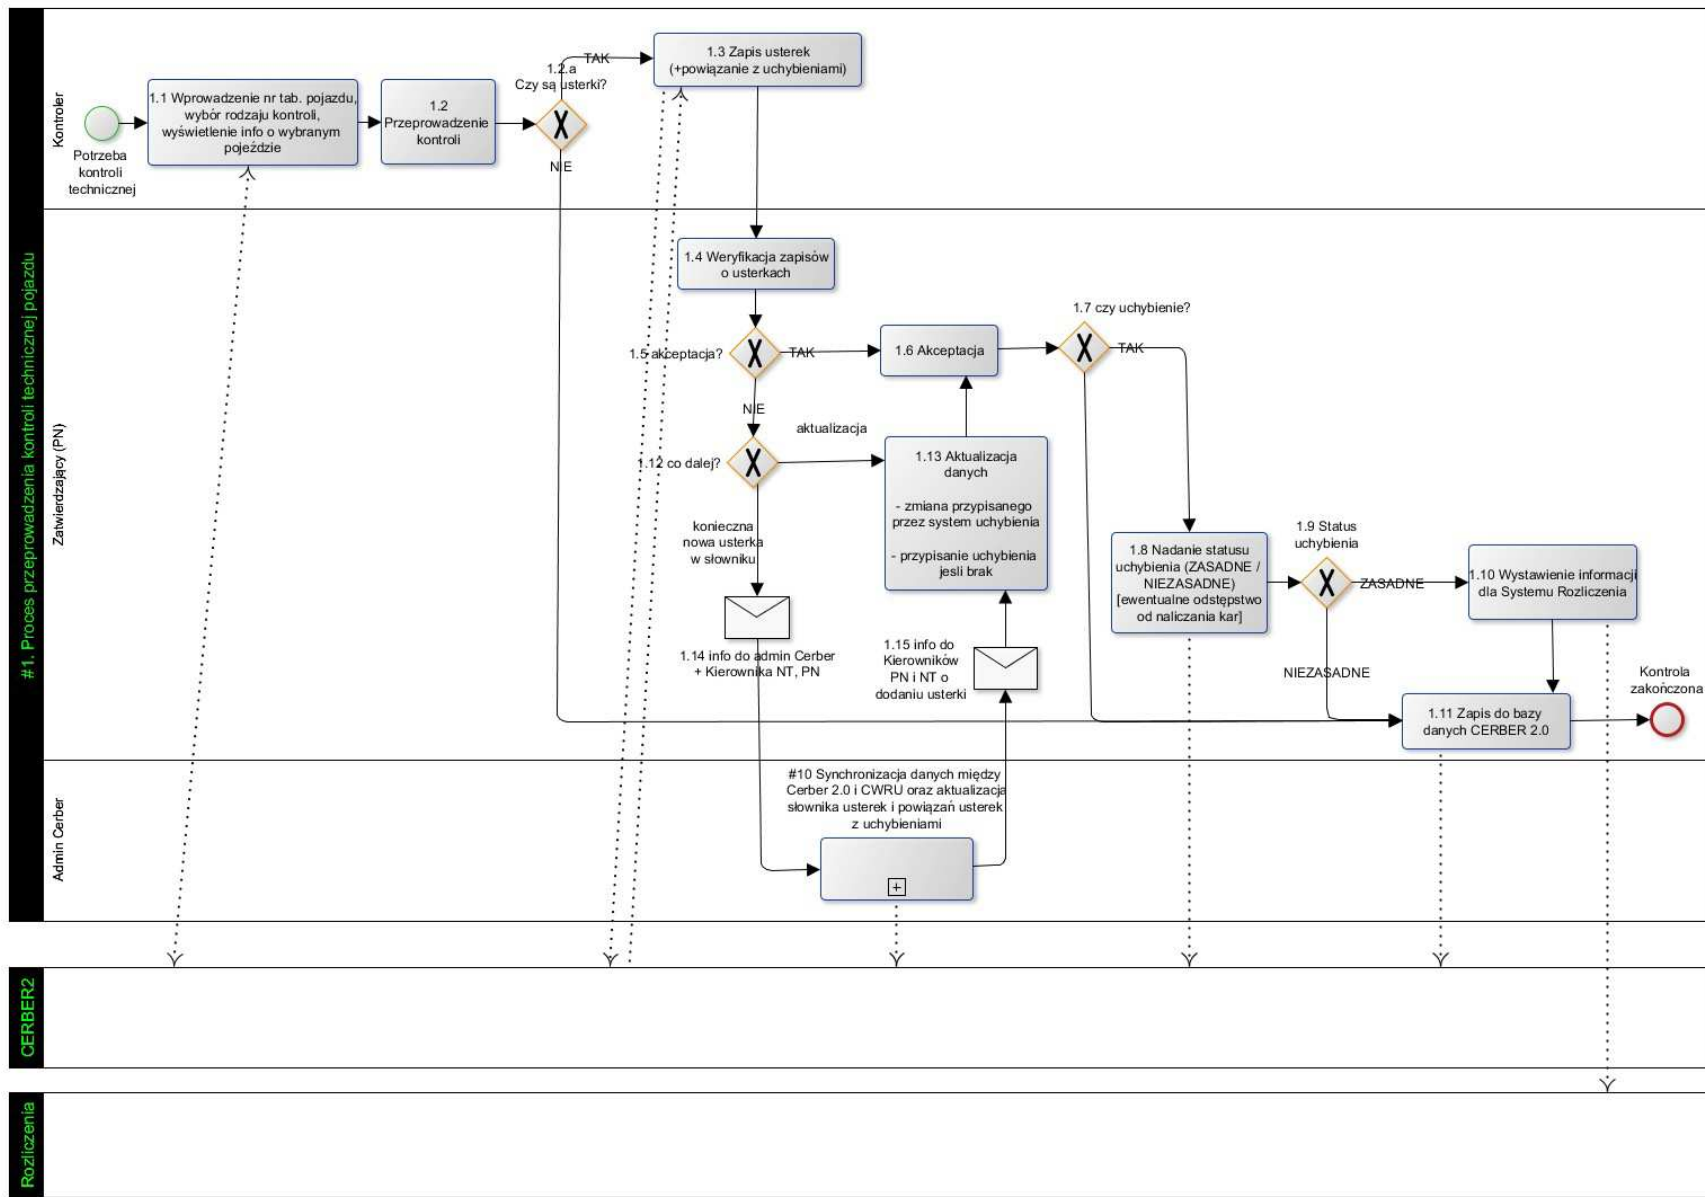 #1. Proces przeprowadzenia kontroli technicznej pojazdu
Kontroler
Potrzeba
kontroli
technicznej
1.1 Wprowadzenie nr tab. pojazdu,
wybór rodzaju kontroli,
wyświetlenie info o wybranym
pojeździe
1.2
Przeprowadzenie
kontroli
1.2.a
Czy są usterki?
TAK
NIE
1.3 Zapis usterek
(+powiązanie z uchybieniami)
Zatwierdzający (PN)
1.4 Weryfikacja zapisów
o usterkach
1.5 akceptacja?
TAK
NIE
1.6 Akceptacja
1.7 czy uchybienie?
TAK
1.12 co dalej?
aktualizacja
1.13 Aktualizacja
danych
- zmiana przypisanego
przez system uchybienia
- przypisanie uchybienia
jesli brak
konieczna
nowa usterka
w słowniku
1.14 info do admin Cerber
+ Kierownika NT, PN
1.15 info do
Kierowników
PN i NT o
dodaniu usterki
1.8 Nadanie statusu
uchybienia (ZASADNE /
NIEZASADNE)
[ewentualne odstępstwo
od naliczania kar]
1.9 Status
uchybienia
ZASADNE
NIEZASADNE
1.10 Wystawienie informacji
dla Systemu Rozliczenia
1.11 Zapis do bazy
danych CERBER 2.0
Kontrola
zakończona
Admin Cerber
#10 Synchronizacja danych między
Cerber 2.0 i CWRU oraz aktualizacja
słownika usterek i powiązań usterek
z uchybieniami
CERBER2
Rozliczenia